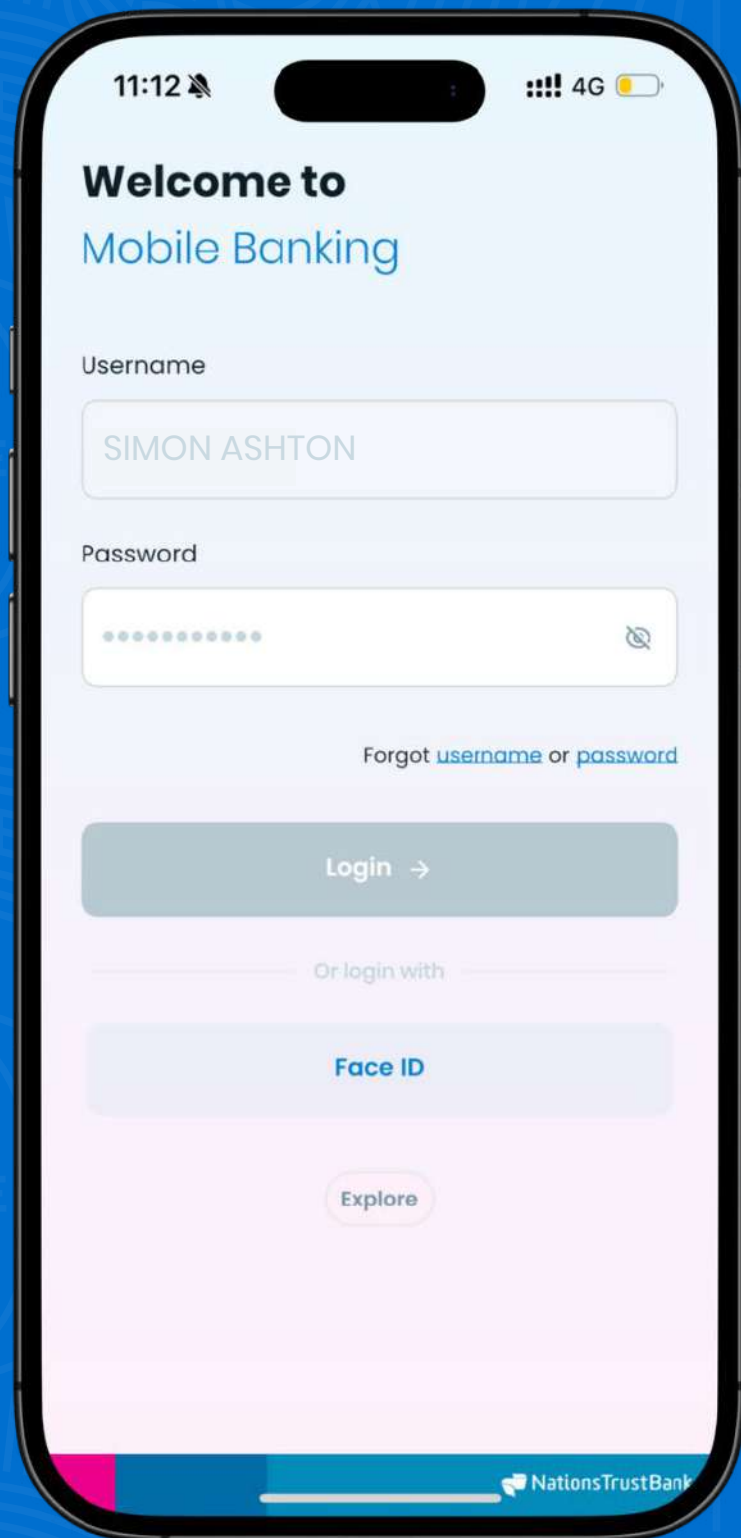 11:12 4G
Welcome to
Mobile Banking
Username
SIMON ASHTON
Password
Forgot username or password
Login →
Or login with
Face ID
Explore
NationsTrustBank